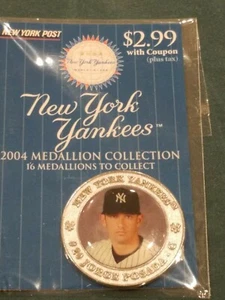 NEW YORK POST
$2.99
with Coupon
(plus tax)
New York
Yankees™
2004 MEDALLION COLLECTION
16 MEDALLIONS TO COLLECT
NEW YORK YANKEES
JORGE POSADA